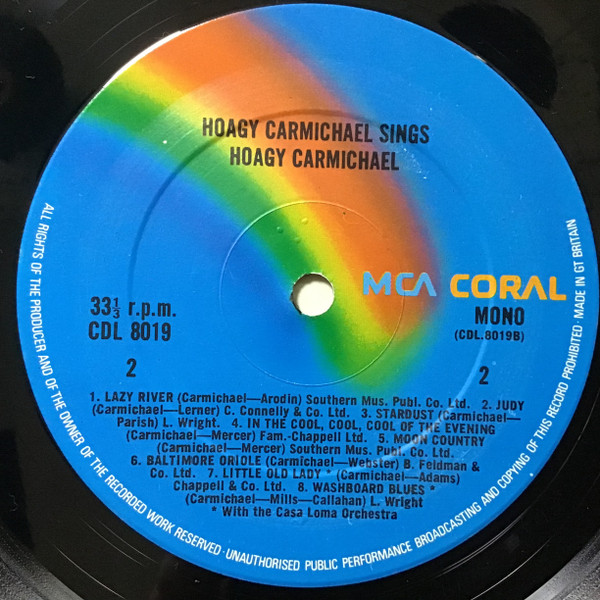 HOAGY CARMICHAEL SINGS
HOAGY CARMICHAEL
MCA CORAL
33⅓ r.p.m.
CDL 8019
MONO
(CDL.8019B)
2
2
1. LAZY RIVER (Carmichael—Arodin) Southern Mus. Publ. Co. Ltd. 2. JUDY
(Carmichael—Lerner) C. Connelly & Co. Ltd. 3. STARDUST (Carmichael—
Parish) L. Wright. 4. IN THE COOL, COOL, COOL OF THE EVENING
(Carmichael—Mercer) Fam.-Chappell Ltd. 5. MOON COUNTRY
(Carmichael—Mercer) Southern Mus. Publ. Co. Ltd.
6. BALTIMORE ORIOLE (Carmichael—Webster) B. Feldman &
Co. Ltd. 7. LITTLE OLD LADY * (Carmichael—Adams)
Chappell & Co. Ltd. 8. WASHBOARD BLUES *
(Carmichael—Mills—Callahan) L. Wright
* With the Casa Loma Orchestra
ALL RIGHTS OF THE PRODUCER AND OF THE OWNER OF THE RECORDED WORK RESERVED · UNAUTHORISED PUBLIC PERFORMANCE BROADCASTING AND COPYING OF THIS RECORD PROHIBITED · MADE IN GT BRITAIN